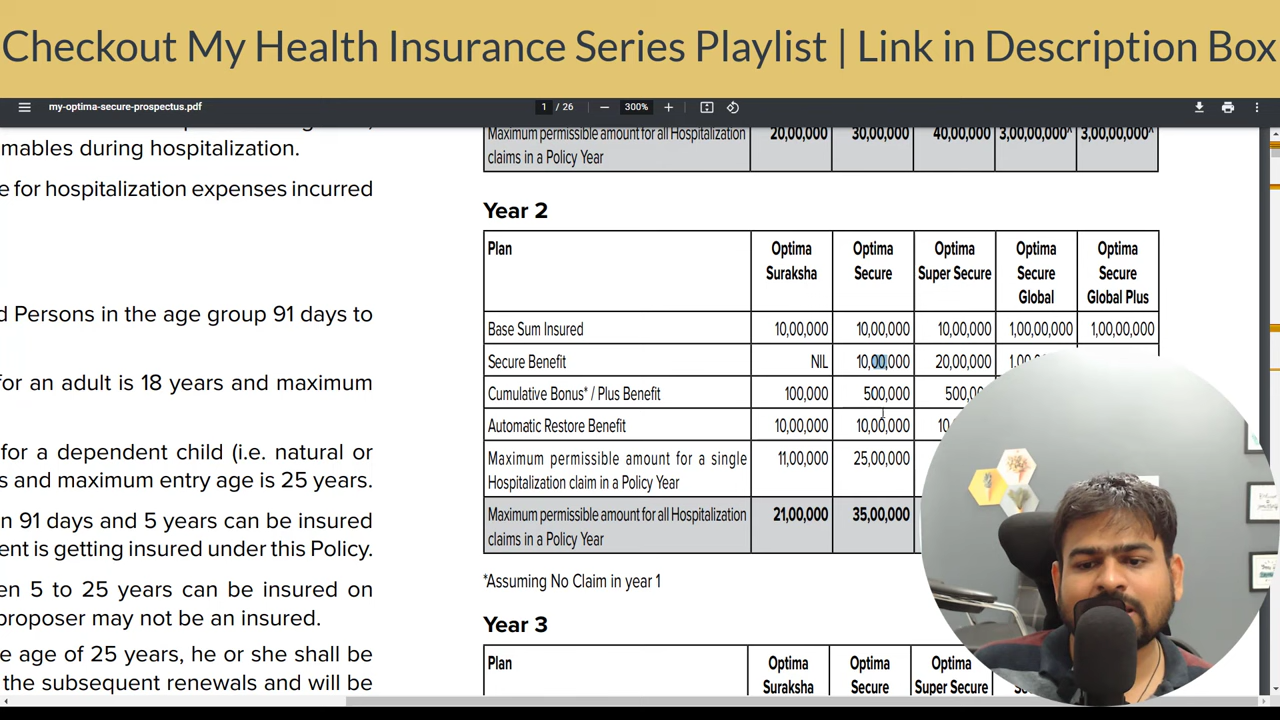 Checkout My Health Insurance Series Playlist | Link in Description Box
my-optima-secure-prospectus.pdf
1 / 26
300%
mables during hospitalization.
e for hospitalization expenses incurred
d Persons in the age group 91 days to
for an adult is 18 years and maximum
for a dependent child (i.e. natural or
s and maximum entry age is 25 years.
n 91 days and 5 years can be insured
ent is getting insured under this Policy.
en 5 to 25 years can be insured on
proposer may not be an insured.
e age of 25 years, he or she shall be
the subsequent renewals and will be
Maximum permissible amount for all Hospitalization claims in a Policy Year 20,00,000 30,00,000 40,00,000 3,00,00,000^ 3,00,00,000^
Year 2
Plan Optima Suraksha Optima Secure Optima Super Secure Optima Secure Global Optima Secure Global Plus
Base Sum Insured 10,00,000 10,00,000 10,00,000 1,00,00,000 1,00,00,000
Secure Benefit NIL 10,00,000 20,00,000 1,00
Cumulative Bonus* / Plus Benefit 100,000 500,000 500,0
Automatic Restore Benefit 10,00,000 10,00,000 10
Maximum permissible amount for a single Hospitalization claim in a Policy Year 11,00,000 25,00,000
Maximum permissible amount for all Hospitalization claims in a Policy Year 21,00,000 35,00,000
*Assuming No Claim in year 1
Year 3
Plan Optima Suraksha Optima Secure Optima Super Secure